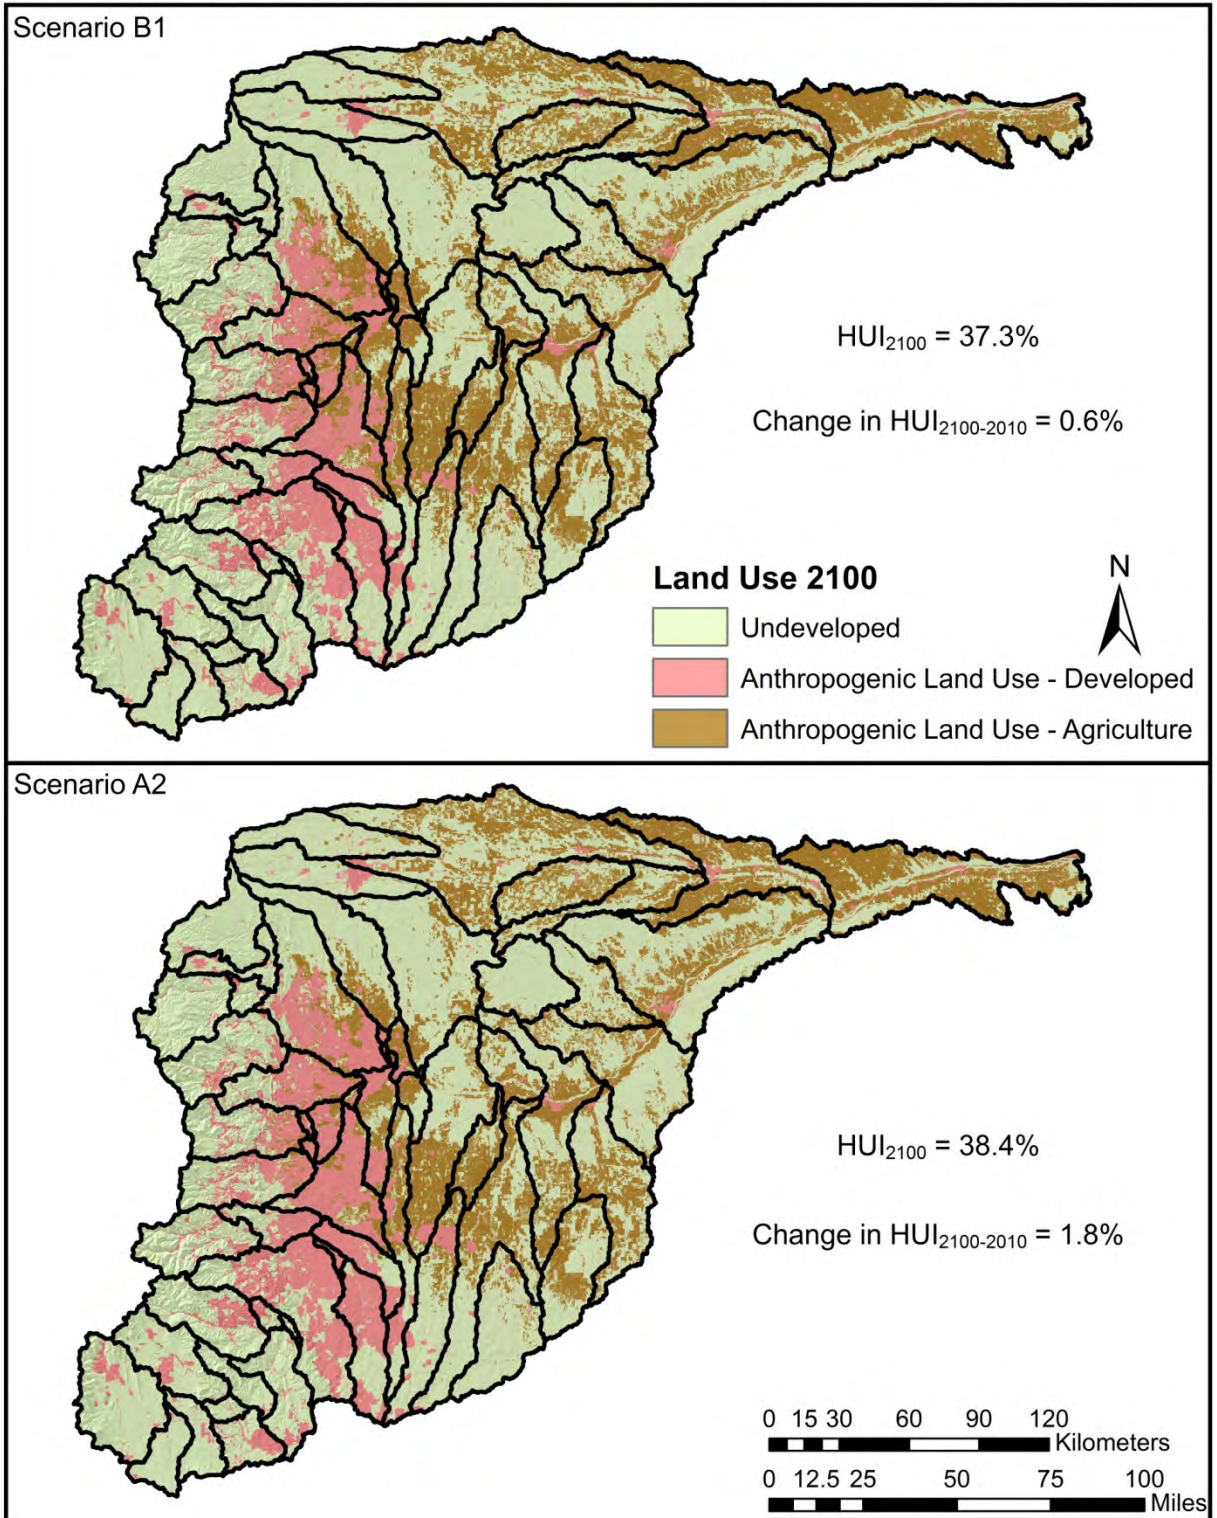 Scenario B1
HUI₂₁₀₀ = 37.3%
Change in HUI₂₁₀₀₋₂₀₁₀ = 0.6%
Land Use 2100
N
Undeveloped
Anthropogenic Land Use - Developed
Anthropogenic Land Use - Agriculture
Scenario A2
HUI₂₁₀₀ = 38.4%
Change in HUI₂₁₀₀₋₂₀₁₀ = 1.8%
0 15 30 60 90 120
Kilometers
0 12.5 25 50 75 100
Miles